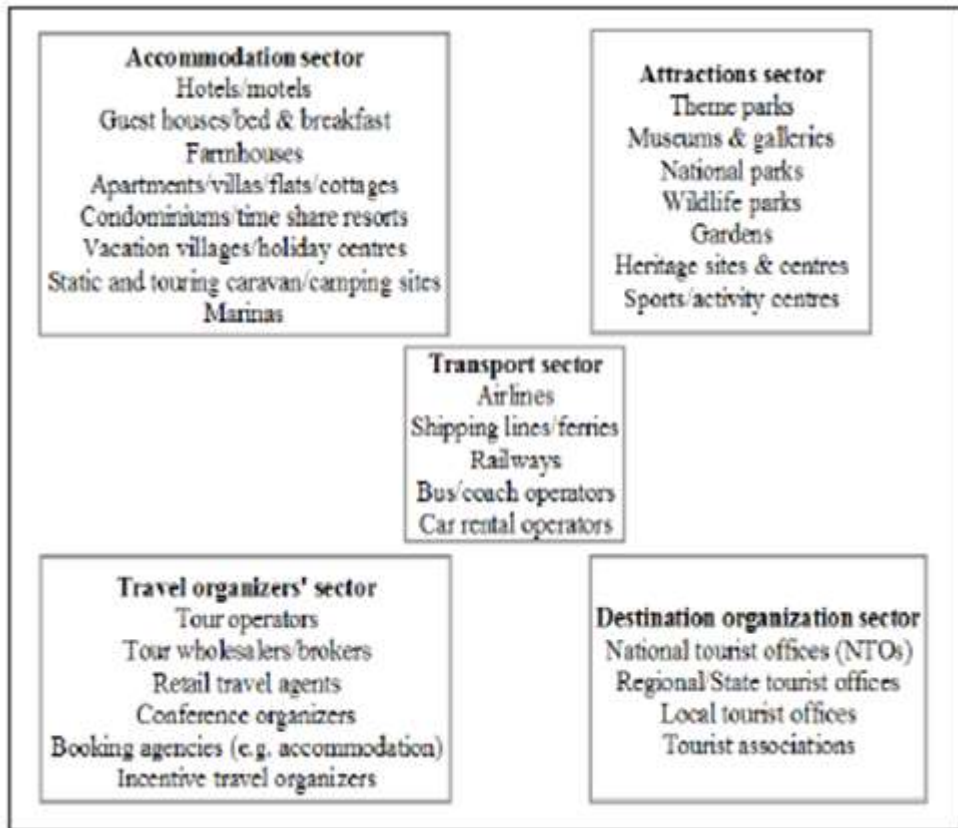 Accommodation sector
Hotels/motels
Guest houses/bed & breakfast
Farmhouses
Apartments/villas/flats/cottages
Condominiums/time share resorts
Vacation villages/holiday centres
Static and touring caravan/camping sites
Marinas
Attractions sector
Theme parks
Museums & galleries
National parks
Wildlife parks
Gardens
Heritage sites & centres
Sports/activity centres
Transport sector
Airlines
Shipping lines/ferries
Railways
Bus/coach operators
Car rental operators
Travel organizers' sector
Tour operators
Tour wholesalers/brokers
Retail travel agents
Conference organizers
Booking agencies (e.g. accommodation)
Incentive travel organizers
Destination organization sector
National tourist offices (NTOs)
Regional/State tourist offices
Local tourist offices
Tourist associations